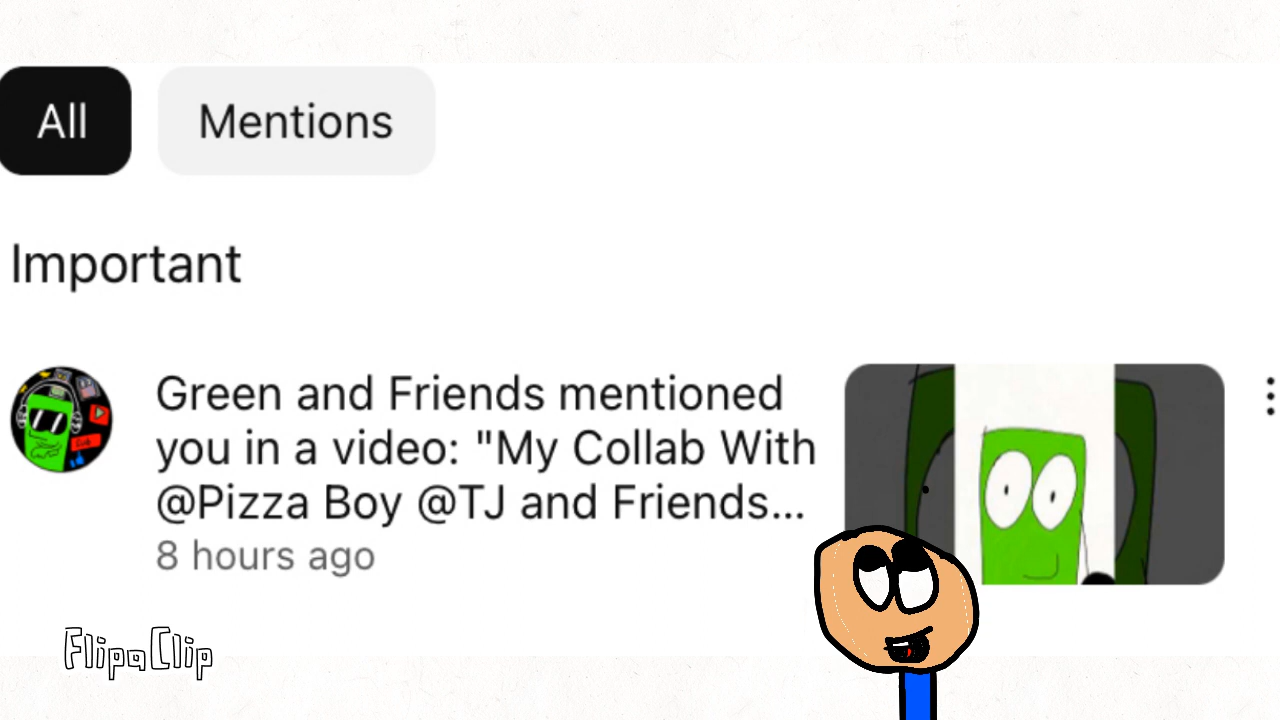 All
Mentions
Important
Green and Friends mentioned
you in a video: "My Collab With
@Pizza Boy @TJ and Friends...
8 hours ago
FlipaClip